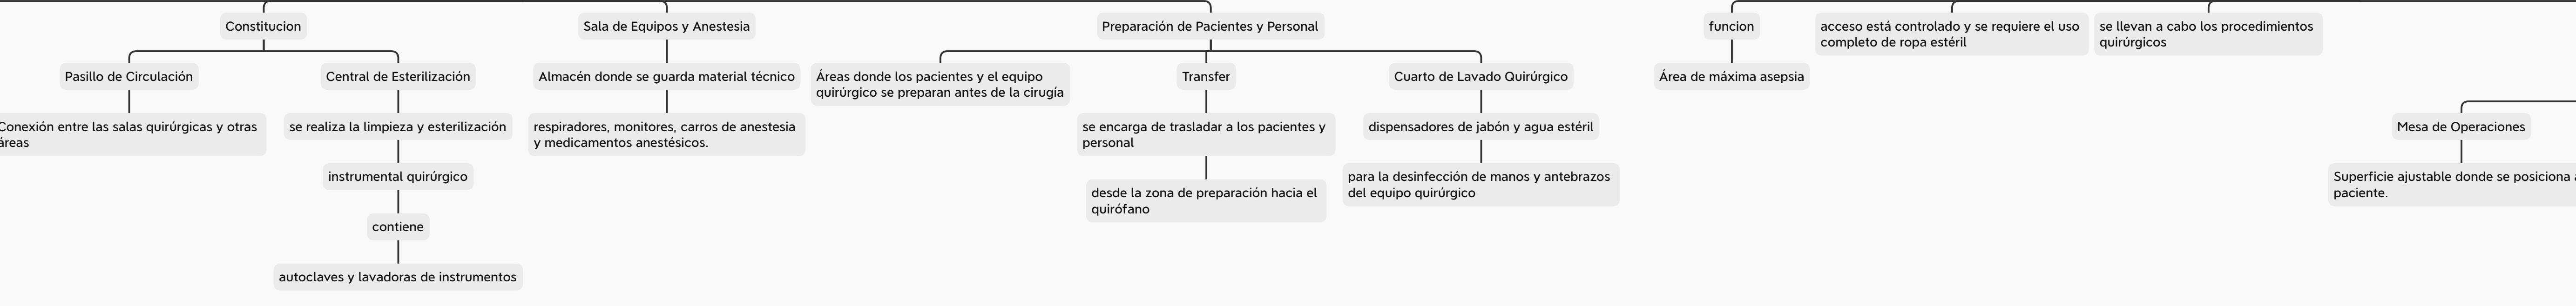 Constitucion
Sala de Equipos y Anestesia
Preparación de Pacientes y Personal
funcion
acceso está controlado y se requiere el uso
completo de ropa estéril
se llevan a cabo los procedimientos
quirúrgicos
Pasillo de Circulación
Central de Esterilización
Almacén donde se guarda material técnico
Áreas donde los pacientes y el equipo
quirúrgico se preparan antes de la cirugía
Transfer
Cuarto de Lavado Quirúrgico
Área de máxima asepsia
Conexión entre las salas quirúrgicas y otras
áreas
se realiza la limpieza y esterilización
respiradores, monitores, carros de anestesia
y medicamentos anestésicos.
se encarga de trasladar a los pacientes y
personal
dispensadores de jabón y agua estéril
Mesa de Operaciones
instrumental quirúrgico
desde la zona de preparación hacia el
quirófano
para la desinfección de manos y antebrazos
del equipo quirúrgico
Superficie ajustable donde se posiciona
paciente.
contiene
autoclaves y lavadoras de instrumentos